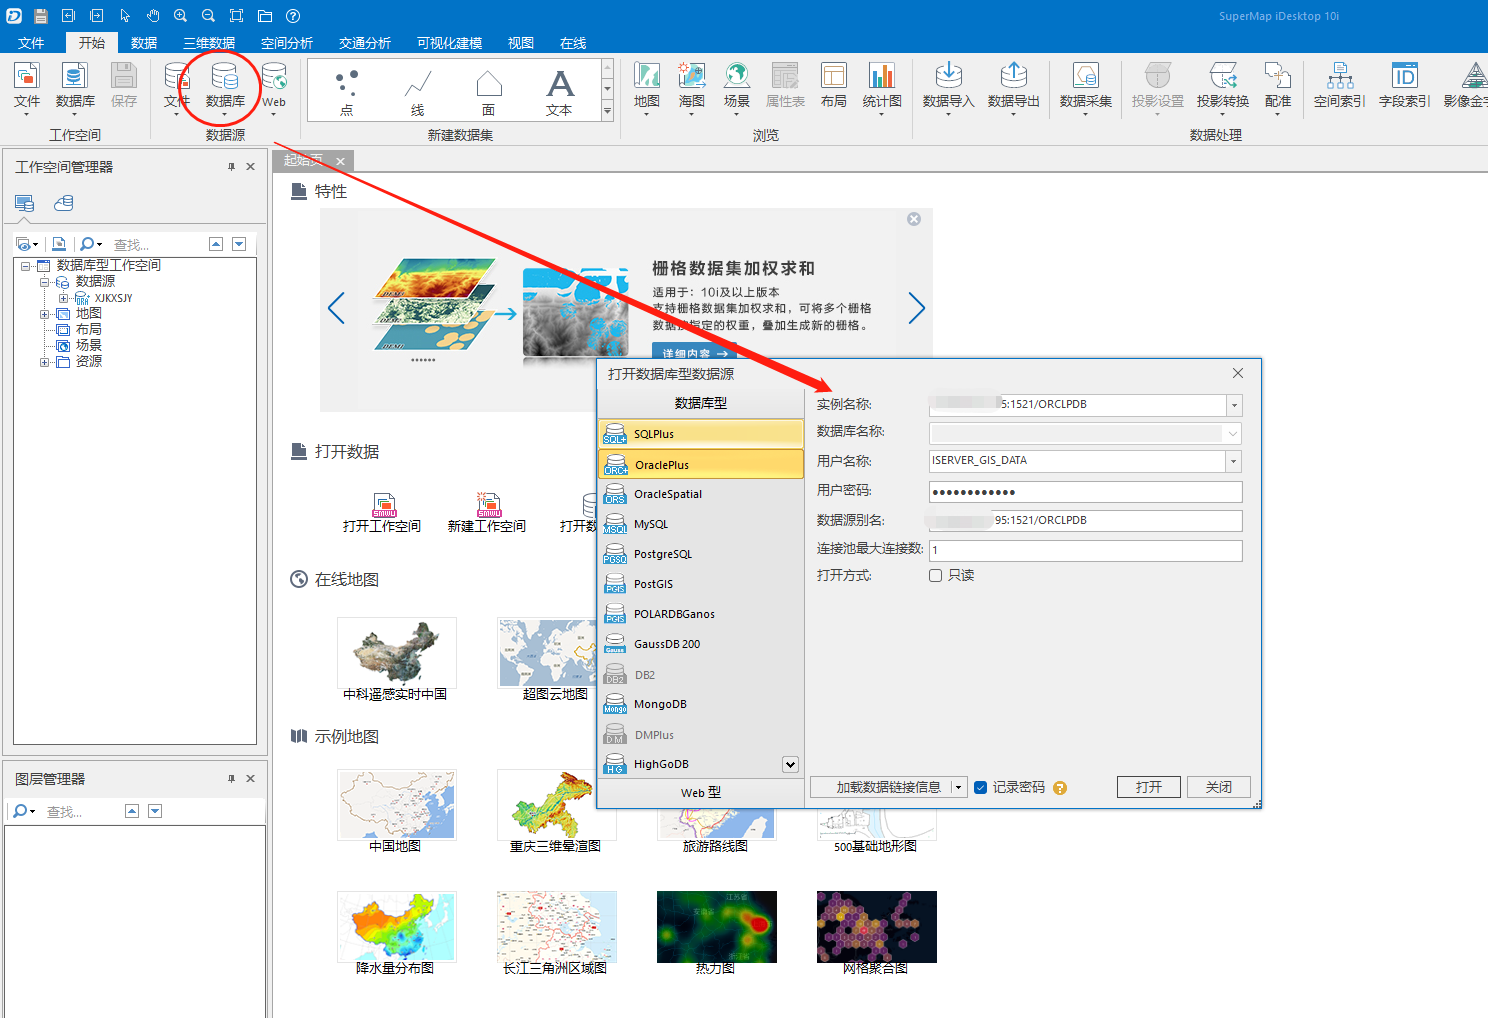 SuperMap iDesktop 10i
文件 开始 数据 三维数据 空间分析 交通分析 可视化建模 视图 在线
文件 数据库 保存 文件 数据库 Web 点 线 面 文本 地图 海图 场景 属性表 布局 统计图 数据导入 数据导出 数据采集 投影设置 投影转换 配准 空间索引 字段索引 影像金字
工作空间 数据源 新建数据集 浏览 数据处理
工作空间管理器
查找...
数据库型工作空间
数据源
XJKXSJY
地图
布局
场景
资源
图层管理器
查找...
起始页
特性
栅格数据集加权求和
适用于：10i及以上版本
支持栅格数据集加权求和，可将多个栅格
数据按指定的权重，叠加生成新的栅格。
详细内容 →
打开数据
打开工作空间 新建工作空间 打开数
在线地图
中科遥感实时中国 超图云地图
示例地图
中国地图 重庆三维晕渲图 旅游路线图 500基础地形图
降水量分布图 长江三角洲区域图 热力图 网格聚合图
打开数据库型数据源
数据库型
SQLPlus
OraclePlus
OracleSpatial
MySQL
PostgreSQL
PostGIS
POLARDBGanos
GaussDB 200
DB2
MongoDB
DMPlus
HighGoDB
Web 型
实例名称: 5:1521/ORCLPDB
数据库名称:
用户名称: ISERVER_GIS_DATA
用户密码: ●●●●●●●●●●●●
数据源别名: 95:1521/ORCLPDB
连接池最大连接数: 1
打开方式: 只读
加载数据链接信息 记录密码 打开 关闭